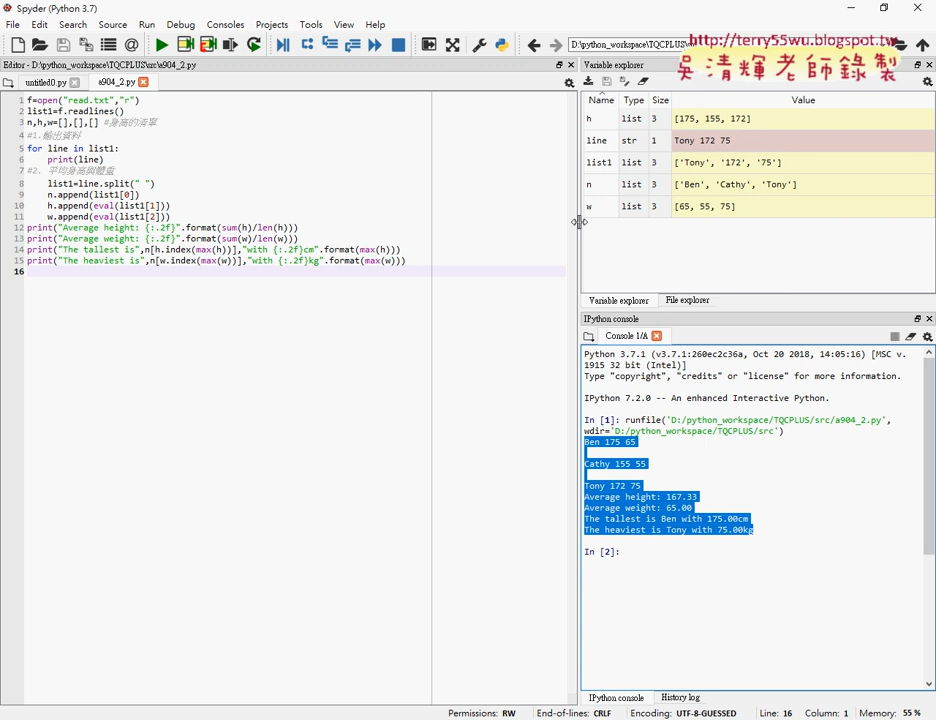 Spyder (Python 3.7)
File Edit Search Source Run Debug Consoles Projects Tools View Help
D:\python_workspace\TQCPLUS\
http://terry55wu.blogspot.tw
吳清輝老師錄製
Editor - D:\python_workspace\TQCPLUS\src\a904_2.py
untitled0.py a904_2.py
1 f=open("read.txt","r")
2 list1=f.readlines()
3 n,h,w=[],[],[] #身高的清單
4 #1.輸出資料
5 for line in list1:
6 print(line)
7 #2. 平均身高與體重
8 list1=line.split(" ")
9 n.append(list1[0])
10 h.append(eval(list1[1]))
11 w.append(eval(list1[2]))
12 print("Average height: {:.2f}".format(sum(h)/len(h)))
13 print("Average weight: {:.2f}".format(sum(w)/len(w)))
14 print("The tallest is",n[h.index(max(h))],"with {:.2f}cm".format(max(h)))
15 print("The heaviest is",n[w.index(max(w))],"with {:.2f}kg".format(max(w)))
16
Variable explorer
Name Type Size Value
h list 3 [175, 155, 172]
line str 1 Tony 172 75
list1 list 3 ['Tony', '172', '75']
n list 3 ['Ben', 'Cathy', 'Tony']
w list 3 [65, 55, 75]
Variable explorer File explorer
IPython console
Console 1/A
Python 3.7.1 (v3.7.1:260ec2c36a, Oct 20 2018, 14:05:16) [MSC v.
1915 32 bit (Intel)]
Type "copyright", "credits" or "license" for more information.
IPython 7.2.0 -- An enhanced Interactive Python.
In [1]: runfile('D:/python_workspace/TQCPLUS/src/a904_2.py',
wdir='D:/python_workspace/TQCPLUS/src')
Ben 175 65
Cathy 155 55
Tony 172 75
Average height: 167.33
Average weight: 65.00
The tallest is Ben with 175.00cm
The heaviest is Tony with 75.00kg
In [2]:
IPython console History log
Permissions: RW End-of-lines: CRLF Encoding: UTF-8-GUESSED Line: 16 Column: 1 Memory: 55 %